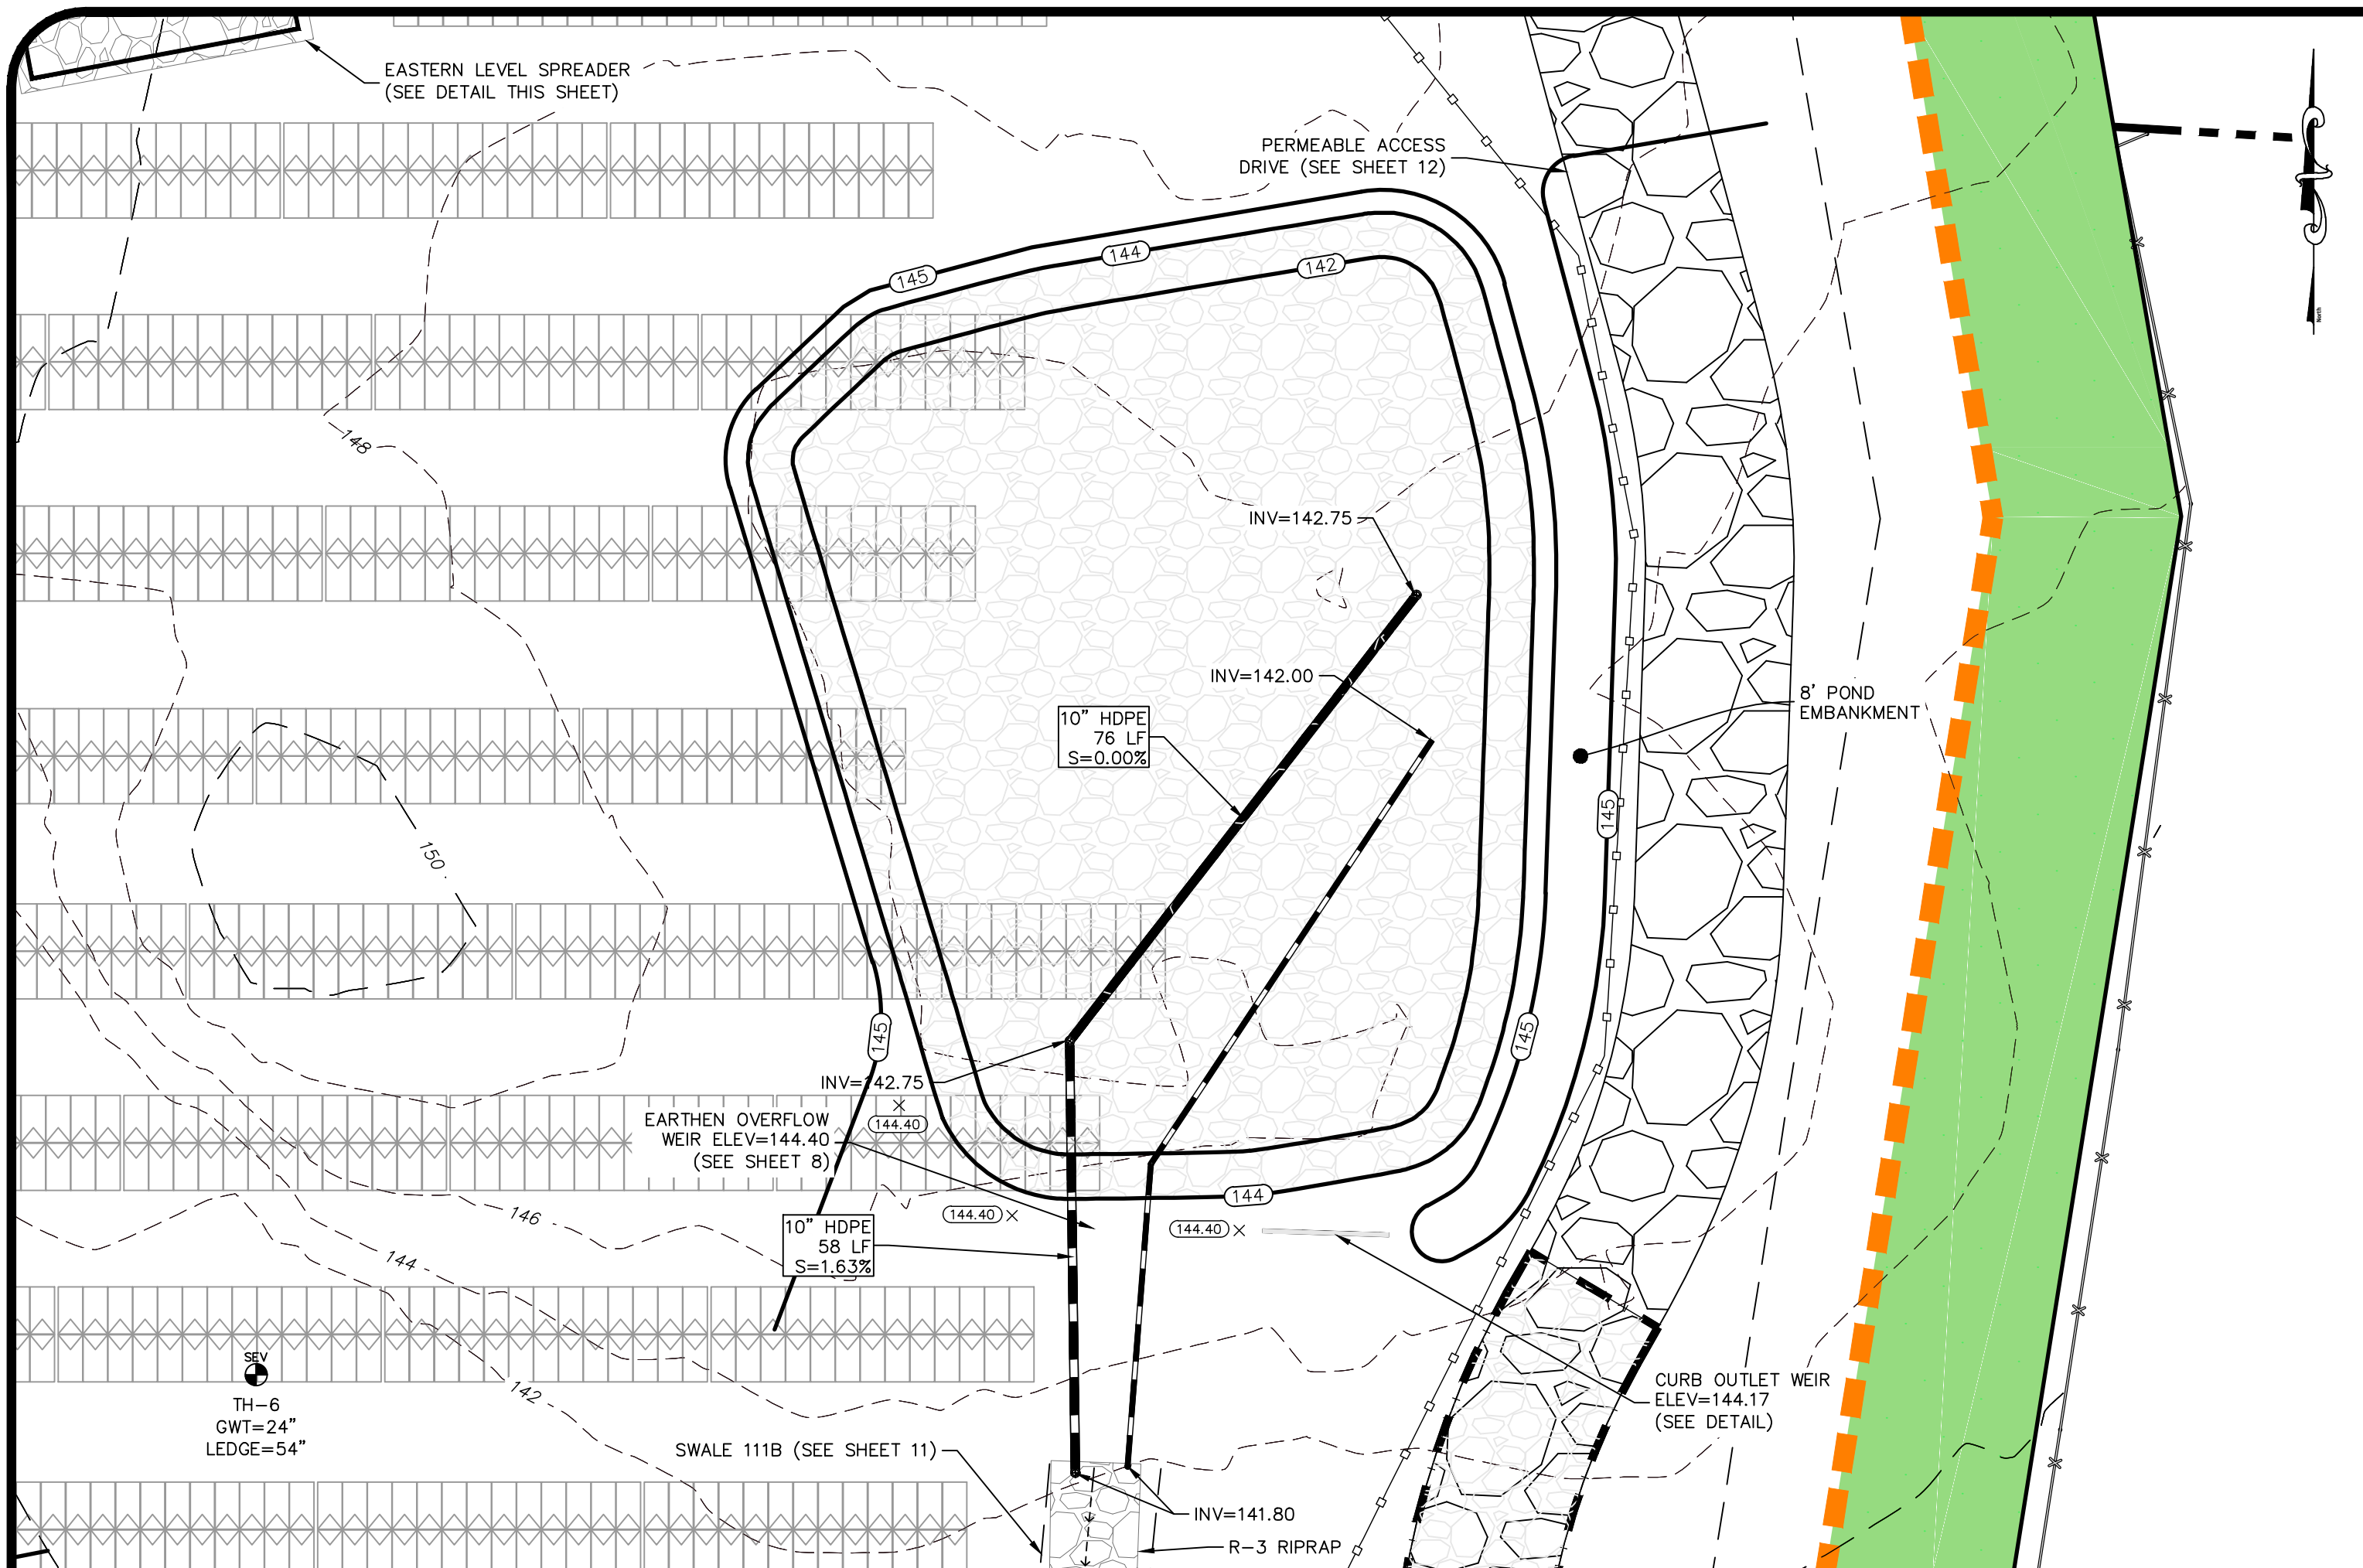 EASTERN LEVEL SPREADER
(SEE DETAIL THIS SHEET)
PERMEABLE ACCESS
DRIVE (SEE SHEET 12)
145
144
142
North
148
INV=142.75
INV=142.00
10” HDPE
76 LF
S=0.00%
8' POND
EMBANKMENT
145
150
145
145
INV=142.75
144.40
EARTHEN OVERFLOW
WEIR ELEV=144.40
(SEE SHEET 8)
144
146
144.40
144.40
10” HDPE
58 LF
S=1.63%
144
142
SEV
TH-6
GWT=24”
LEDGE=54”
CURB OUTLET WEIR
ELEV=144.17
(SEE DETAIL)
SWALE 111B (SEE SHEET 11)
INV=141.80
R-3 RIPRAP